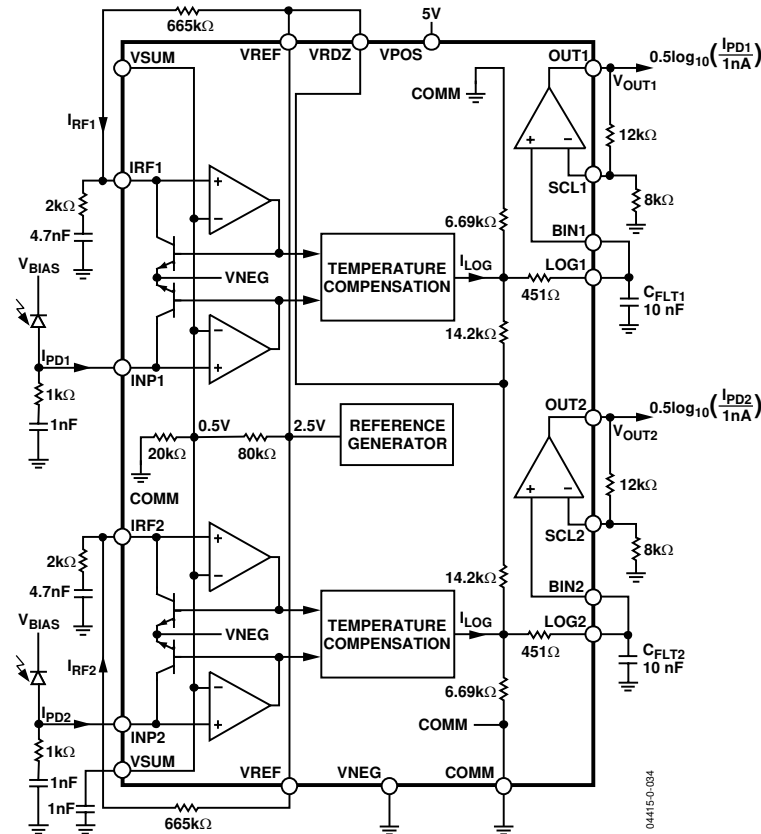 665kΩ
5V
VREF VRDZ VPOS
VSUM
OUT1
0.5log10(IPD1/1nA)
VOUT1
COMM
IRF1
12kΩ
IRF1
SCL1
8kΩ
2kΩ
4.7nF
6.69kΩ
BIN1
VBIAS
VNEG
TEMPERATURE
COMPENSATION
ILOG
LOG1
451Ω
CFLT1
10 nF
14.2kΩ
IPD1
INP1
1kΩ
1nF
OUT2
0.5log10(IPD2/1nA)
VOUT2
0.5V
2.5V
REFERENCE
GENERATOR
20kΩ
80kΩ
COMM
12kΩ
IRF2
SCL2
8kΩ
2kΩ
4.7nF
14.2kΩ
BIN2
VBIAS
VNEG
TEMPERATURE
COMPENSATION
ILOG
LOG2
451Ω
CFLT2
10 nF
IRF2
6.69kΩ
IPD2
INP2
COMM
1kΩ
VSUM
VREF
VNEG
COMM
1nF
1nF
665kΩ
04415-0-034